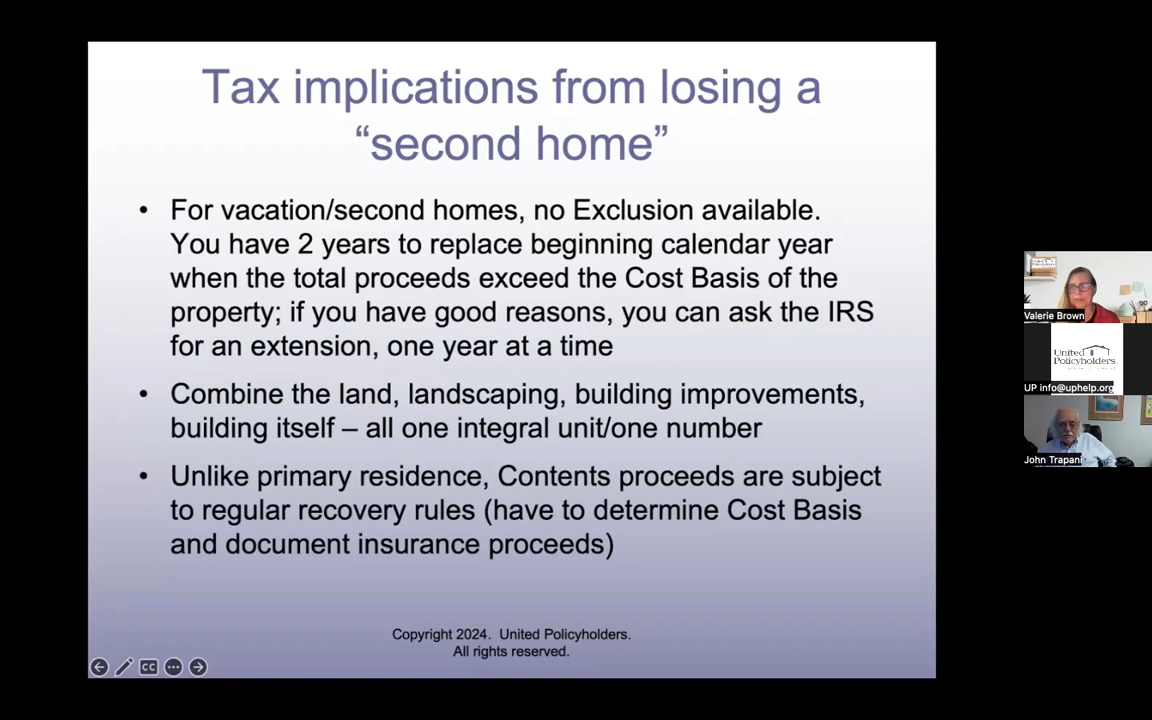 Tax implications from losing a
“second home”
• For vacation/second homes, no Exclusion available.
You have 2 years to replace beginning calendar year
when the total proceeds exceed the Cost Basis of the
property; if you have good reasons, you can ask the IRS
for an extension, one year at a time
• Combine the land, landscaping, building improvements,
building itself – all one integral unit/one number
• Unlike primary residence, Contents proceeds are subject
to regular recovery rules (have to determine Cost Basis
and document insurance proceeds)
Copyright 2024. United Policyholders.
All rights reserved.
CC
Valerie Brown
United
Policyholders.
UP info@uphelp.org
John Trapani